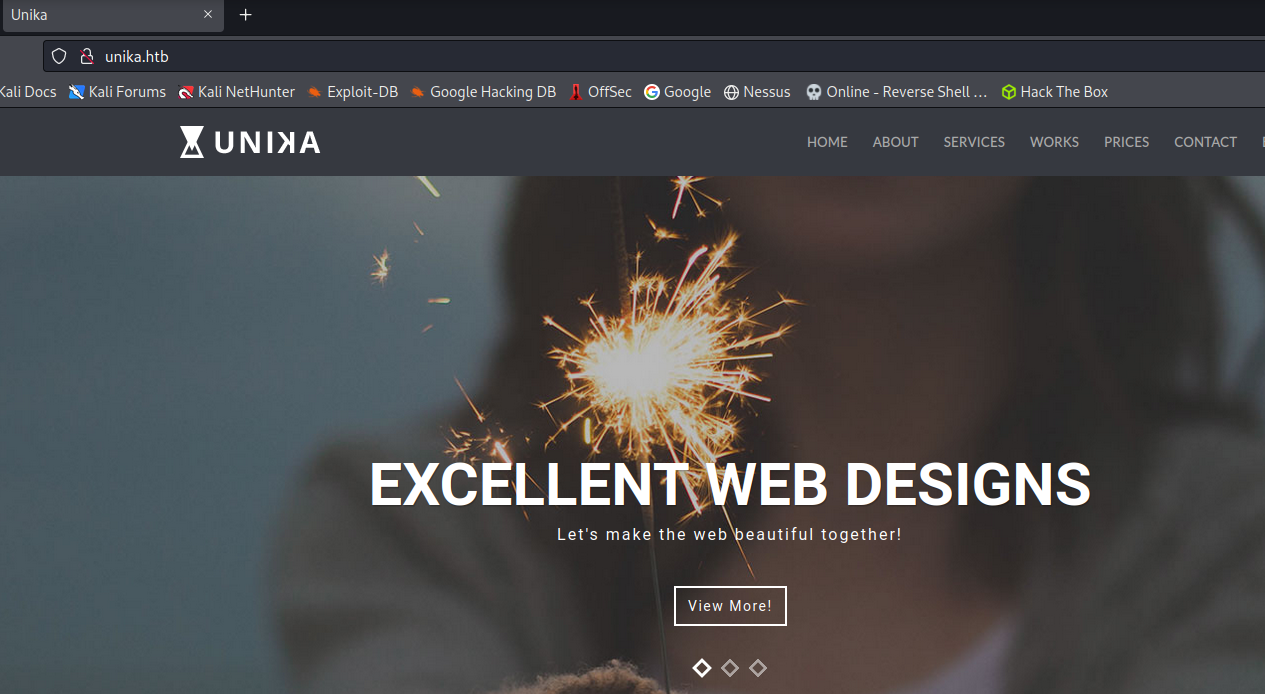 Unika
unika.htb
Kali Docs Kali Forums Kali NetHunter Exploit-DB Google Hacking DB OffSec Google Nessus Online - Reverse Shell … Hack The Box
UNIKA HOME ABOUT SERVICES WORKS PRICES CONTACT
EXCELLENT WEB DESIGNS
Let's make the web beautiful together!
View More!